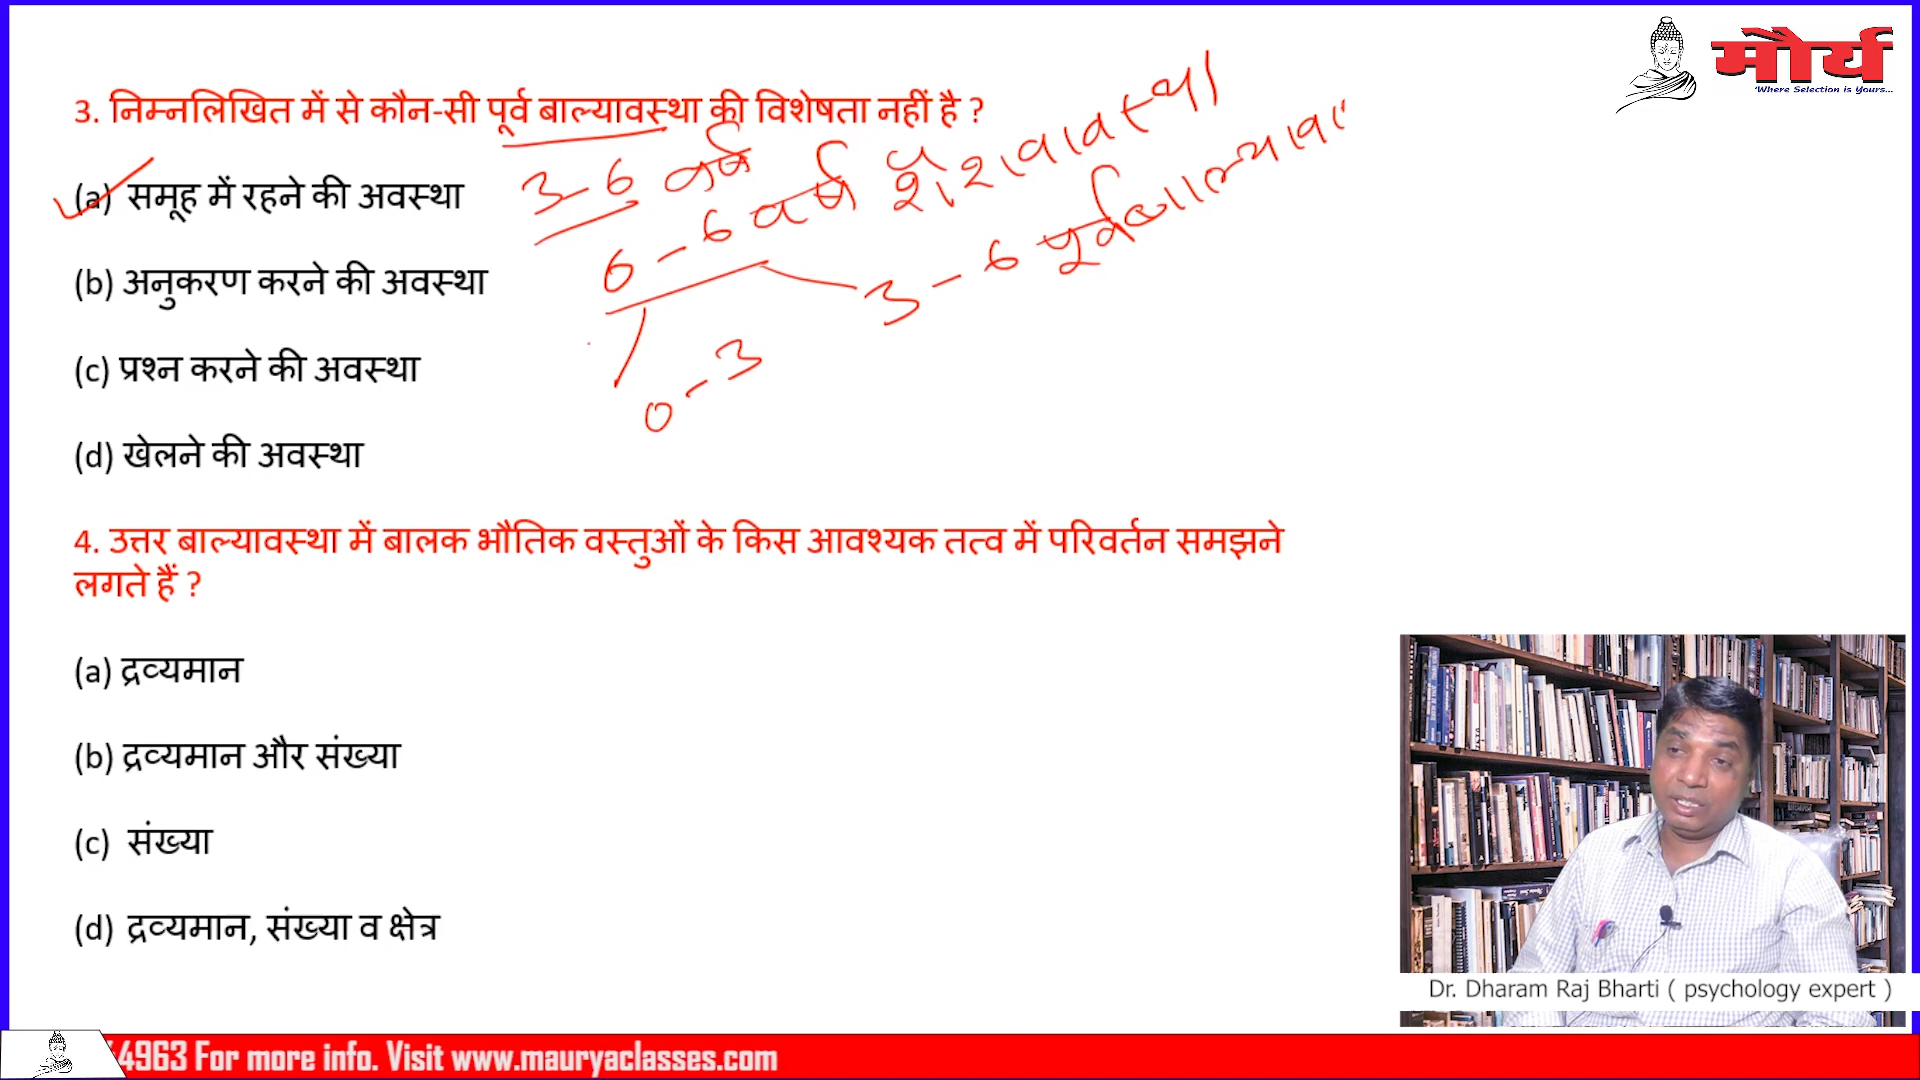 मौर्य
"Where Selection is Yours...
3. निम्नलिखित में से कौन-सी पूर्व बाल्यावस्था की विशेषता नहीं है ?
3-6 वर्ष
(a) समूह में रहने की अवस्था
6-6 वर्ष शैशवावस्था
3-6 पूर्वबाल्याव
(b) अनुकरण करने की अवस्था
(c) प्रश्न करने की अवस्था
0-3
(d) खेलने की अवस्था
4. उत्तर बाल्यावस्था में बालक भौतिक वस्तुओं के किस आवश्यक तत्व में परिवर्तन समझने
लगते हैं ?
(a) द्रव्यमान
(b) द्रव्यमान और संख्या
(c) संख्या
(d) द्रव्यमान, संख्या व क्षेत्र
Dr. Dharam Raj Bharti ( psychology expert )
4963 For more info. Visit www.mauryaclasses.com